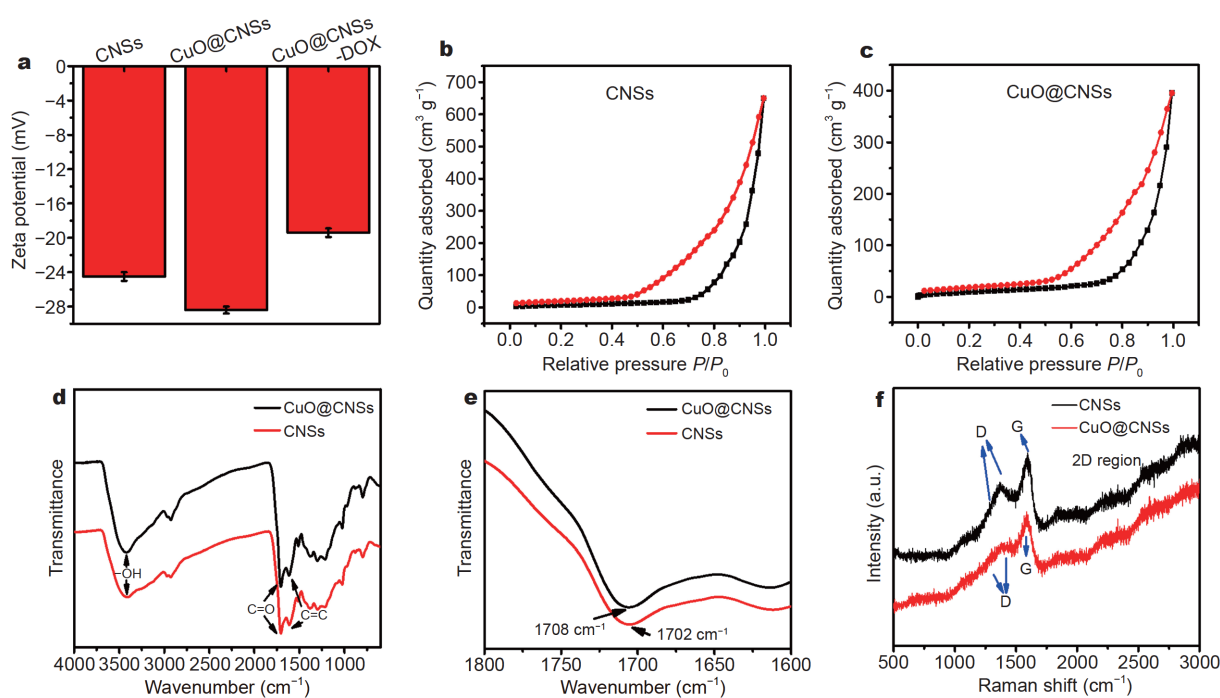 a
CNSs
CuO@CNSs
CuO@CNSs
-DOX
0
−4
−8
−12
−16
−20
−24
−28
Zeta potential (mV)
b
CNSs
700
600
500
400
300
200
100
0
Quantity adsorbed (cm³ g⁻¹)
0.0 0.2 0.4 0.6 0.8 1.0
Relative pressure P/P₀
c
CuO@CNSs
400
300
200
100
0
Quantity adsorbed (cm³ g⁻¹)
0.0 0.2 0.4 0.6 0.8 1.0
Relative pressure P/P₀
d
CuO@CNSs
CNSs
–OH
C=O
C=C
Transmittance
4000 3500 3000 2500 2000 1500 1000
Wavenumber (cm⁻¹)
e
CuO@CNSs
CNSs
1708 cm⁻¹
1702 cm⁻¹
Transmittance
1800 1750 1700 1650 1600
Wavenumber (cm⁻¹)
f
CNSs
CuO@CNSs
D
G
2D region
G
D
Intensity (a.u.)
500 1000 1500 2000 2500 3000
Raman shift (cm⁻¹)